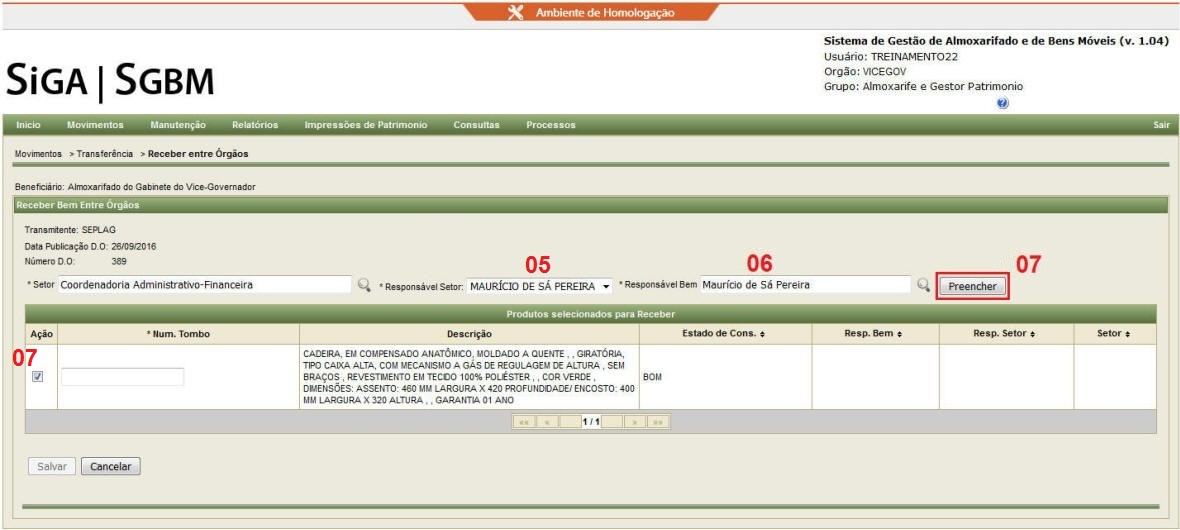 Ambiente de Homologação
Sistema de Gestão de Almoxarifado e de Bens Móveis (v. 1.04)
Usuário: TREINAMENTO22
Orgão: VICEGOV
Grupo: Almoxarife e Gestor Patrimonio
?
SiGA | SGBM
Inicio Movimentos Manutenção Relatórios Impressões de Patrimonio Consultas Processos Sair
Movimentos > Transferência > Receber entre Órgãos
Beneficiário: Almoxarifado do Gabinete do Vice-Governador
Receber Bem Entre Órgãos
Transmitente: SEPLAG
Data Publicação D.O: 26/09/2016
Número D.O: 389
05 06 07
* Setor Coordenadoria Administrativo-Financeira * Responsável Setor: MAURÍCIO DE SÁ PEREIRA * Responsável Bem Maurício de Sá Pereira Preencher
Produtos selecionados para Receber
Ação * Num. Tombo Descrição Estado de Cons. Resp. Bem Resp. Setor Setor
07
CADEIRA, EM COMPENSADO ANATÔMICO, MOLDADO A QUENTE , , GIRATÓRIA,
TIPO CAIXA ALTA, COM MECANISMO A GÁS DE REGULAGEM DE ALTURA , SEM
BRAÇOS , REVESTIMENTO EM TECIDO 100% POLIÉSTER , , COR VERDE ,
DIMENSÕES: ASSENTO: 460 MM LARGURA X 420 PROFUNDIDADE/ ENCOSTO: 400
MM LARGURA X 320 ALTURA , , GARANTIA 01 ANO
BOM
«« « 1 / 1 » »»
Salvar Cancelar